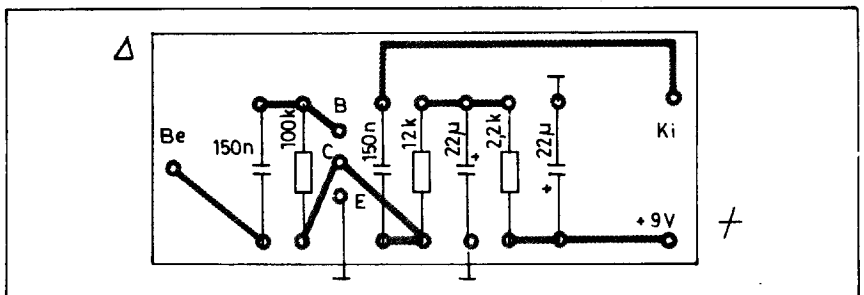 Δ
B
Be
150n
100k
C
E
150n
12k
22µ
+
2,2k
22µ
+
Ki
+9V
+